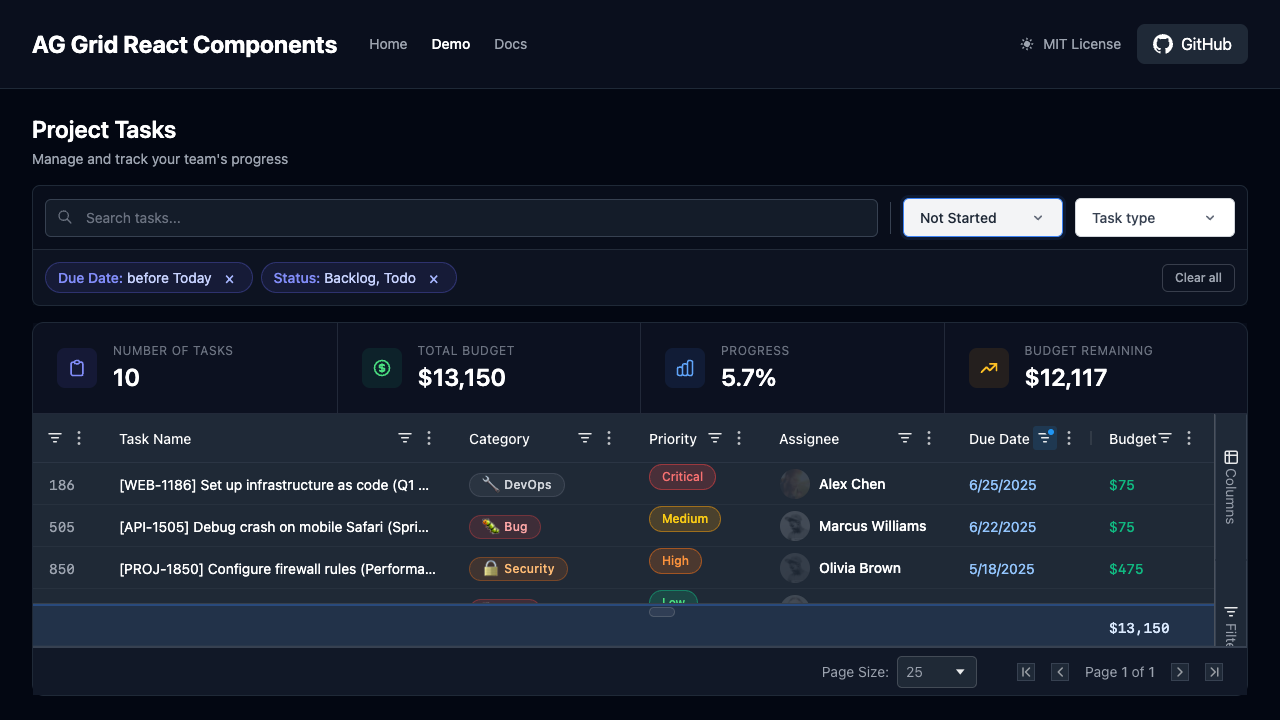 AG Grid React Components
Home
Demo
Docs
MIT License
GitHub
Project Tasks
Manage and track your team's progress
Search tasks...
Not Started
Task type
Due Date: before Today ×
Status: Backlog, Todo ×
Clear all
NUMBER OF TASKS
10
TOTAL BUDGET
$13,150
PROGRESS
5.7%
BUDGET REMAINING
$12,117
Task Name
Category
Priority
Assignee
Due Date
Budget
186 [WEB-1186] Set up infrastructure as code (Q1 ... DevOps Critical Alex Chen 6/25/2025 $75
505 [API-1505] Debug crash on mobile Safari (Spri... Bug Medium Marcus Williams 6/22/2025 $75
850 [PROJ-1850] Configure firewall rules (Performa... Security High Olivia Brown 5/18/2025 $475
Low
$13,150
Columns
Page Size: 25
Page 1 of 1